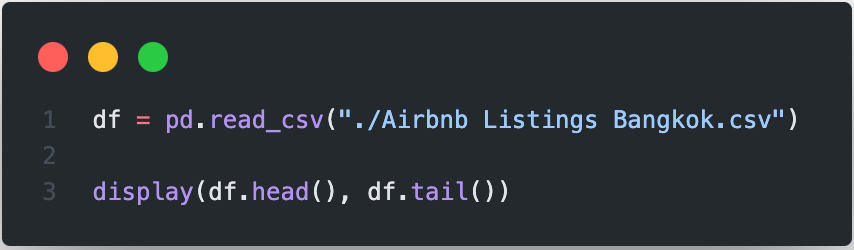 1 df = pd.read_csv("./Airbnb Listings Bangkok.csv")
2
3 display(df.head(), df.tail())